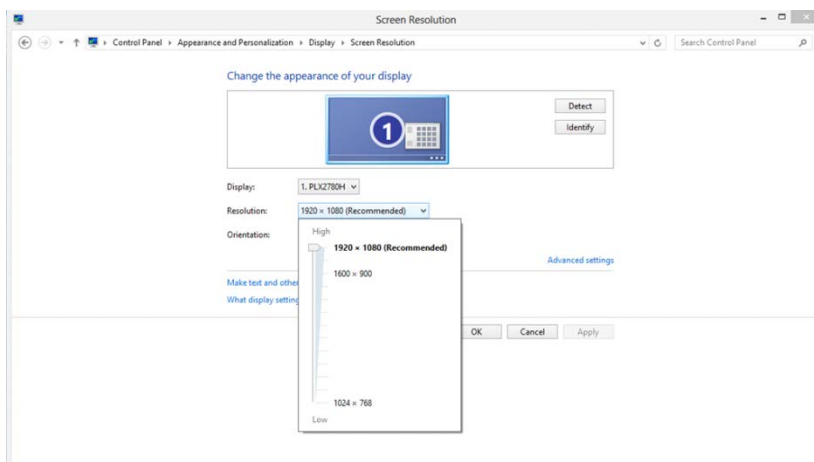 Screen Resolution
Control Panel Appearance and Personalization Display Screen Resolution
Search Control Panel
Change the appearance of your display
1
Detect
Identify
Display: 1. PLX2780H
Resolution: 1920 × 1080 (Recommended)
Orientation:
High
1920 × 1080 (Recommended)
1600 × 900
1024 × 768
Low
Advanced settings
Make text and other
What display setting
OK Cancel Apply